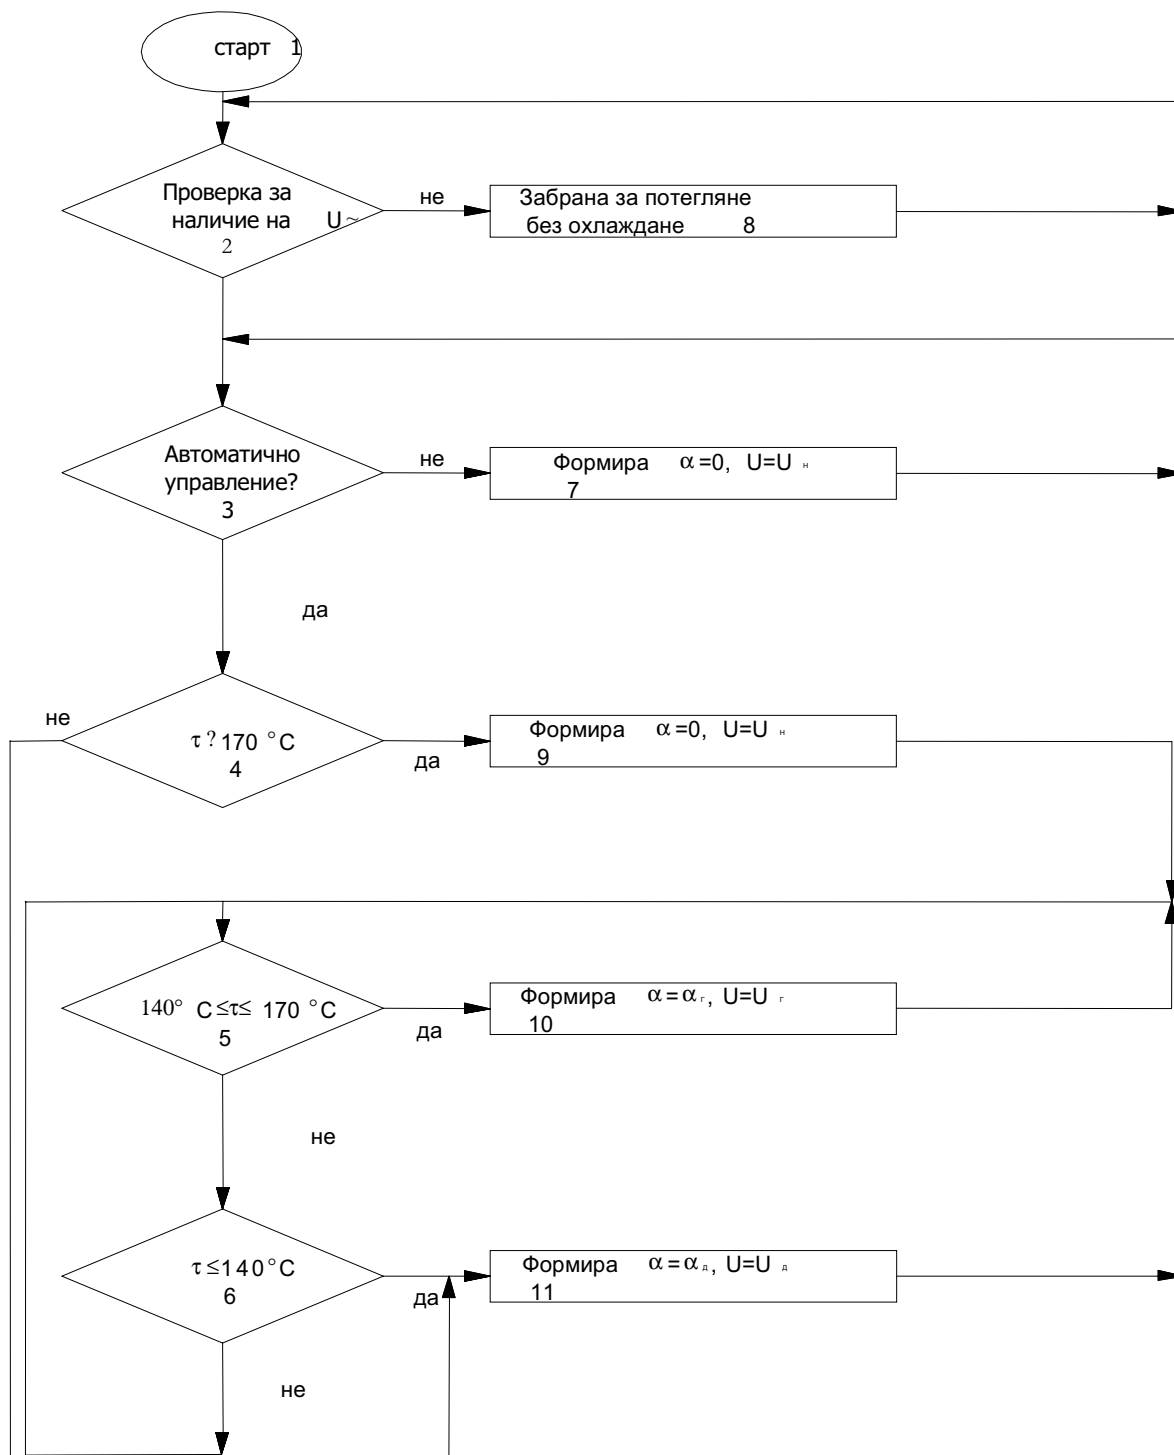 старт 1
Проверка за
наличие на U~
2
не
Забрана за потегляне
без охлаждане 8
Автоматично
управление?
3
не
Формира α=0, U=U н
7
да
не
τ ? 170 °C
4
да
Формира α=0, U=U н
9
140° C ≤τ≤ 170 °C
5
да
Формира α=α г, U=U г
10
не
τ ≤140°C
6
да
Формира α=α д, U=U д
11
не